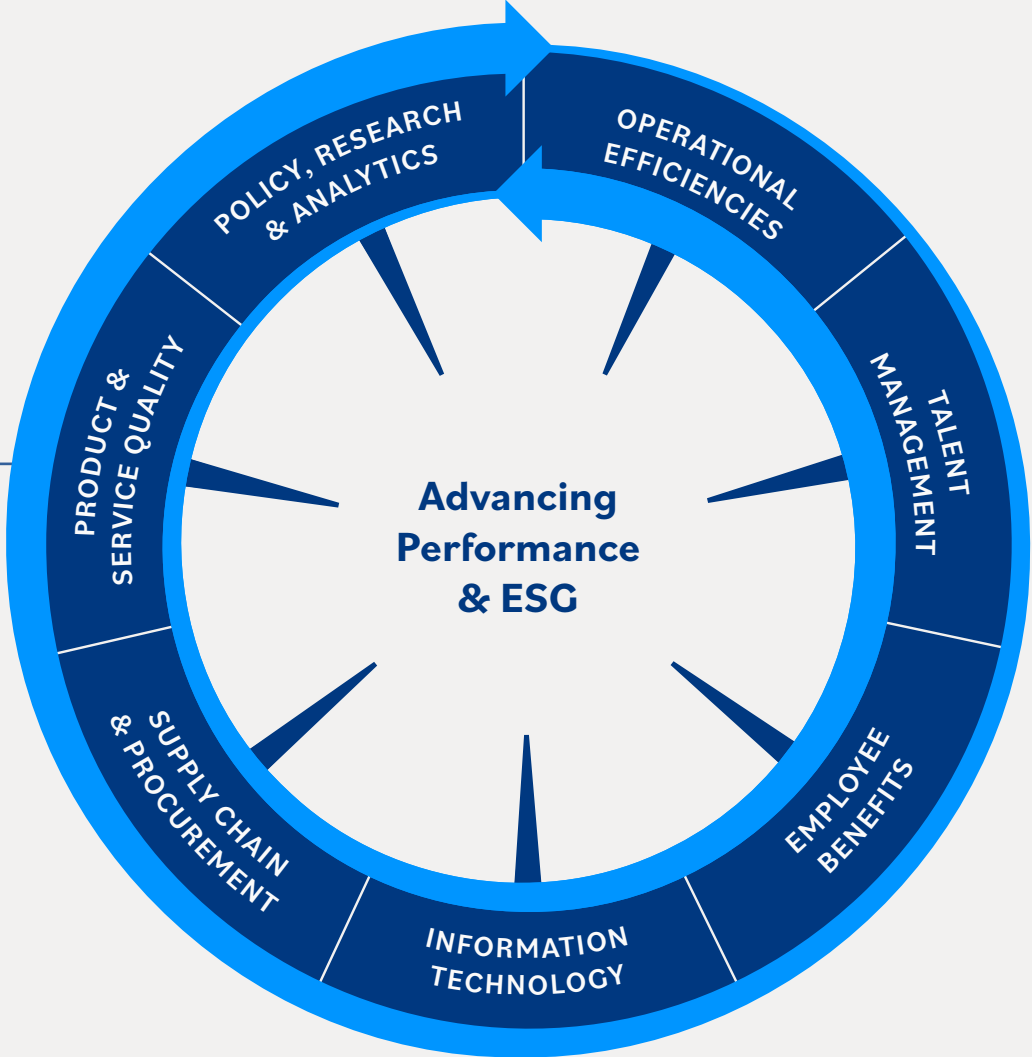 OPERATIONAL
EFFICIENCIES
TALENT
MANAGEMENT
EMPLOYEE
BENEFITS
INFORMATION
TECHNOLOGY
SUPPLY CHAIN
& PROCUREMENT
PRODUCT &
SERVICE QUALITY
POLICY, RESEARCH
& ANALYTICS
Advancing
Performance
& ESG